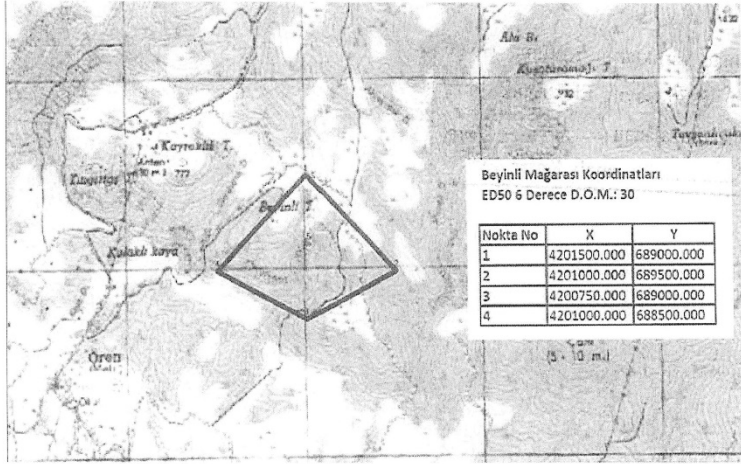 Ala B.
Kayraklı T.
Anten
777
Beyinli T.
Kulaklı kaya
Ören
Beyinli Mağarası Koordinatları
ED50 6 Derece D.O.M.: 30
Nokta No X Y
1 4201500.000 689000.000
2 4201000.000 689500.000
3 4200750.000 689000.000
4 4201000.000 688500.000
(5 - 10 m.)